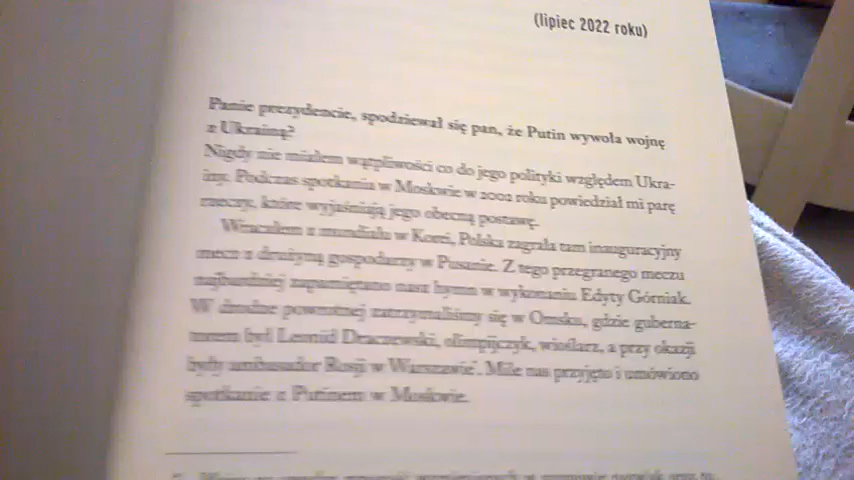 (lipiec 2022 roku)
Panie prezydencie, spodziewał się pan, że Putin wywoła wojnę
z Ukrainą?
Nigdy nie miałem wątpliwości co do jego polityki względem Ukra-
iny. Podczas spotkania w Moskwie w 2002 roku powiedział mi parę
rzeczy, które wyjaśniają jego obecną postawę.
Wracałem z mundialu w Korei, Polska zagrała tam inauguracyjny
mecz z drużyną gospodarzy w Pusanie. Z tego przegranego meczu
najbardziej zapamiętano nasz hymn w wykonaniu Edyty Górniak.
W drodze powrotnej zatrzymaliśmy się w Omsku, gdzie guberna-
torem był Leonid Draczewski, olimpijczyk, wioślarz, a przy okazji
były ambasador Rosji w Warszawie*. Mile nas przyjęto i umówiono
spotkanie z Putinem w Moskwie.